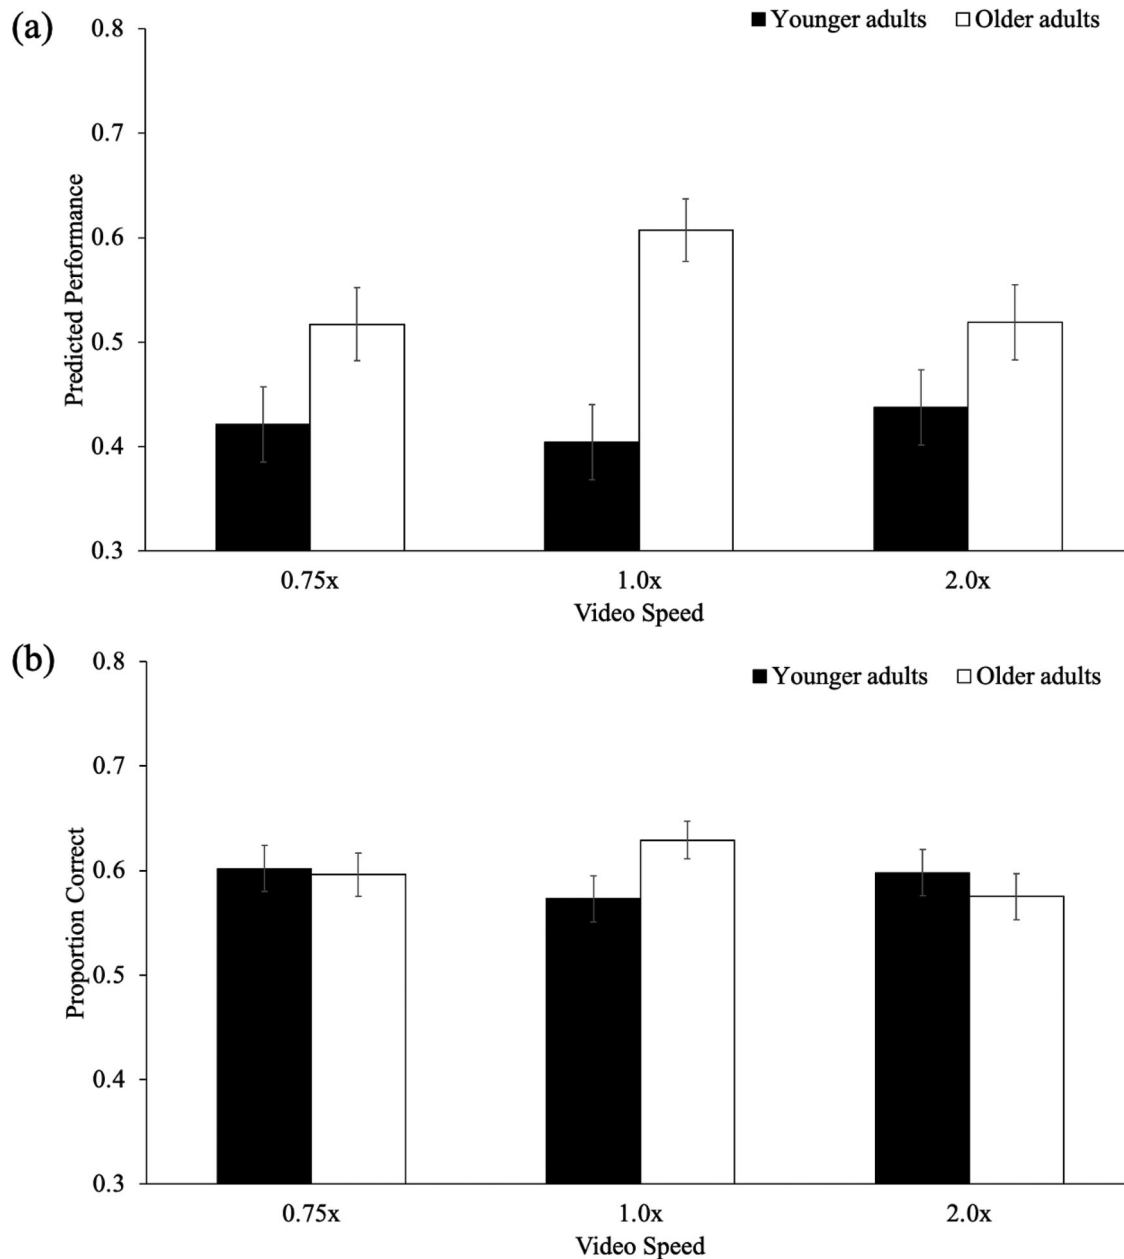 (a)
Younger adults Older adults
0.8
0.7
0.6
0.5
0.4
0.3
Predicted Performance
0.75x 1.0x 2.0x
Video Speed
(b)
Younger adults Older adults
0.8
0.7
0.6
0.5
0.4
0.3
Proportion Correct
0.75x 1.0x 2.0x
Video Speed